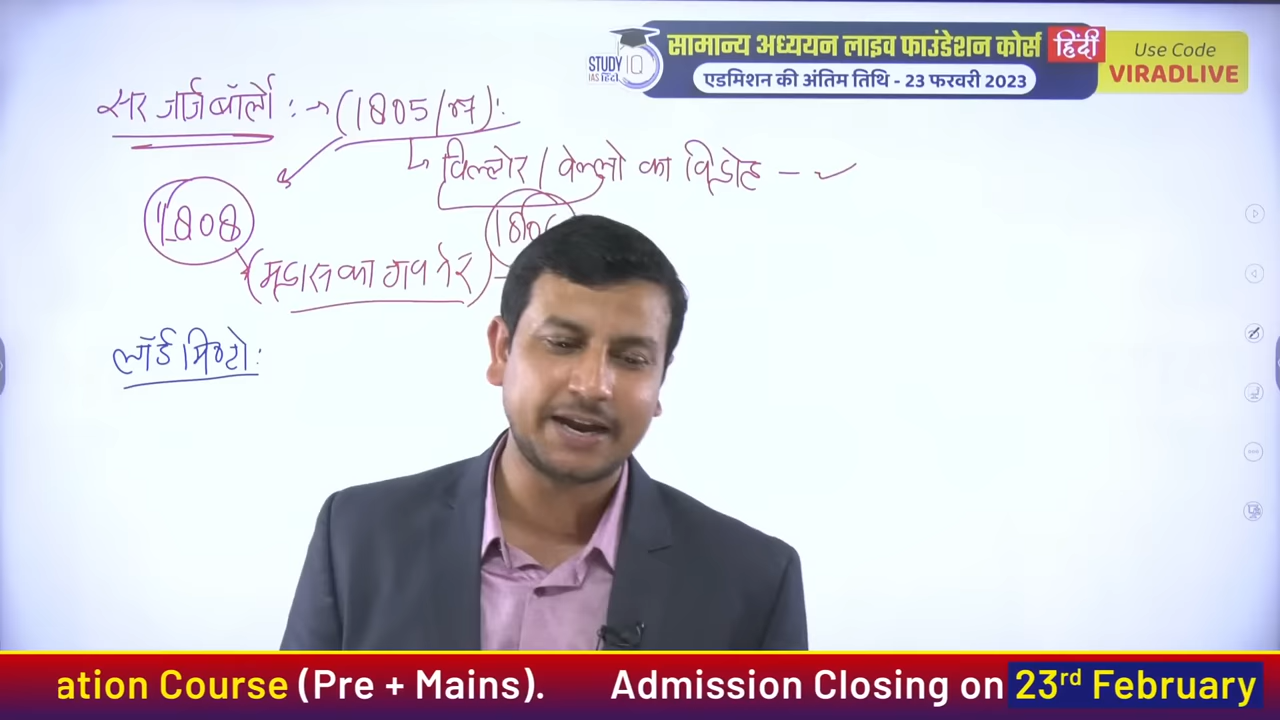 सामान्य अध्ययन लाइव फाउंडेशन कोर्स हिंदी
एडमिशन की अंतिम तिथि - 23 फरवरी 2023
Use Code
VIRADLIVE
STUDY IQ
IAS हिंदी
सर जार्ज बॉर्लो :→ (1805/07):
विल्लोर / वेल्लो का विद्रोह -
1808
(मद्रास का गवर्नर)
लॉर्ड मिण्टो :
ation Course (Pre + Mains). Admission Closing on 23rd February